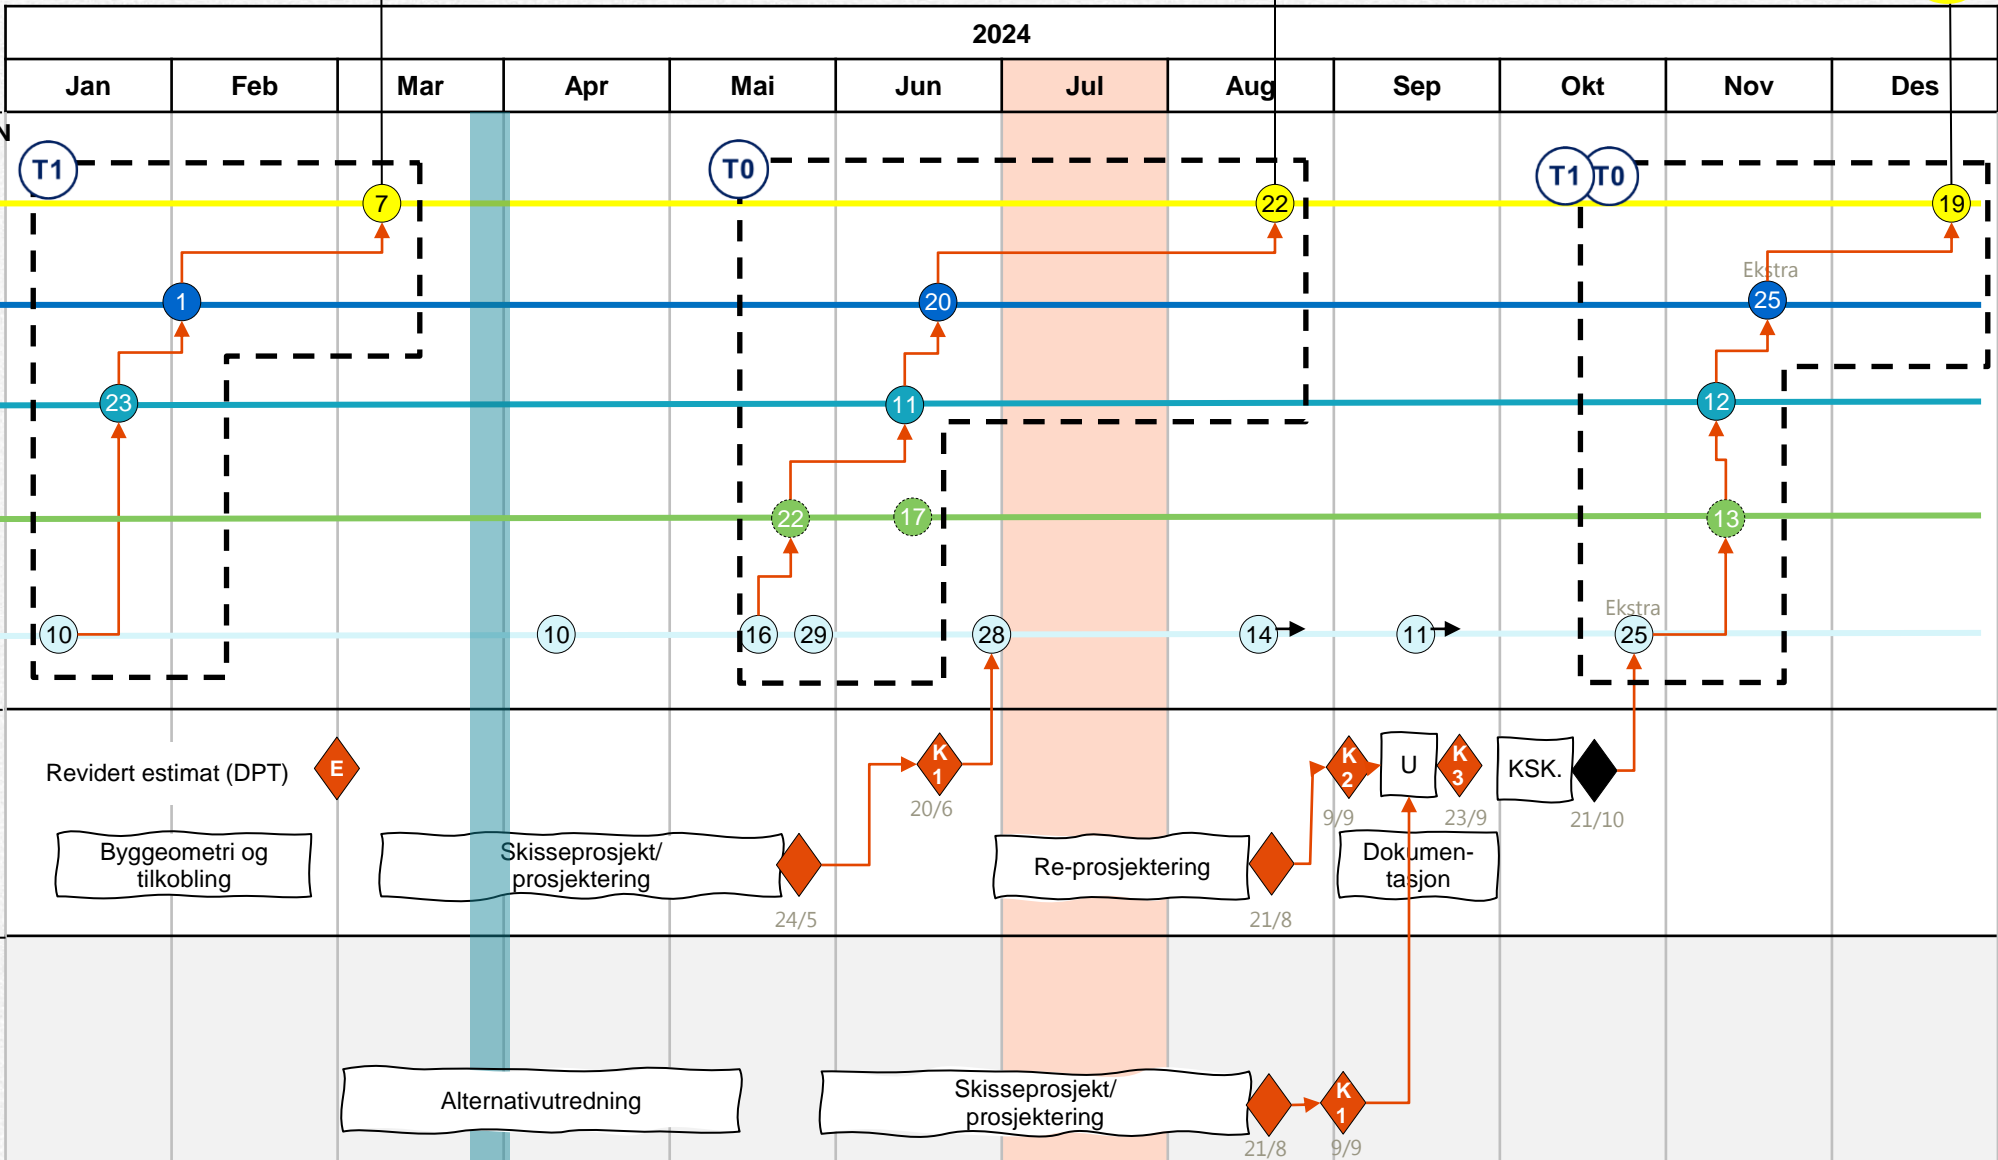 2024
Jan Feb Mar Apr Mai Jun Jul Aug Sep Okt Nov Des
N
T1 T0 T1 T0
7 22 19
Ekstra
1 20 25
23 11 12
22 17 13
Ekstra
10 10 16 29 28 14 11 25
Revidert estimat (DPT) E
K
1
20/6
K
2
9/9
U
K
3
23/9
KSK.
21/10
Byggeometri og
tilkobling
Skisseprosjekt/
prosjektering
24/5
Re-prosjektering
21/8
Dokumen-
tasjon
Alternativutredning
Skisseprosjekt/
prosjektering
21/8
K
1
9/9